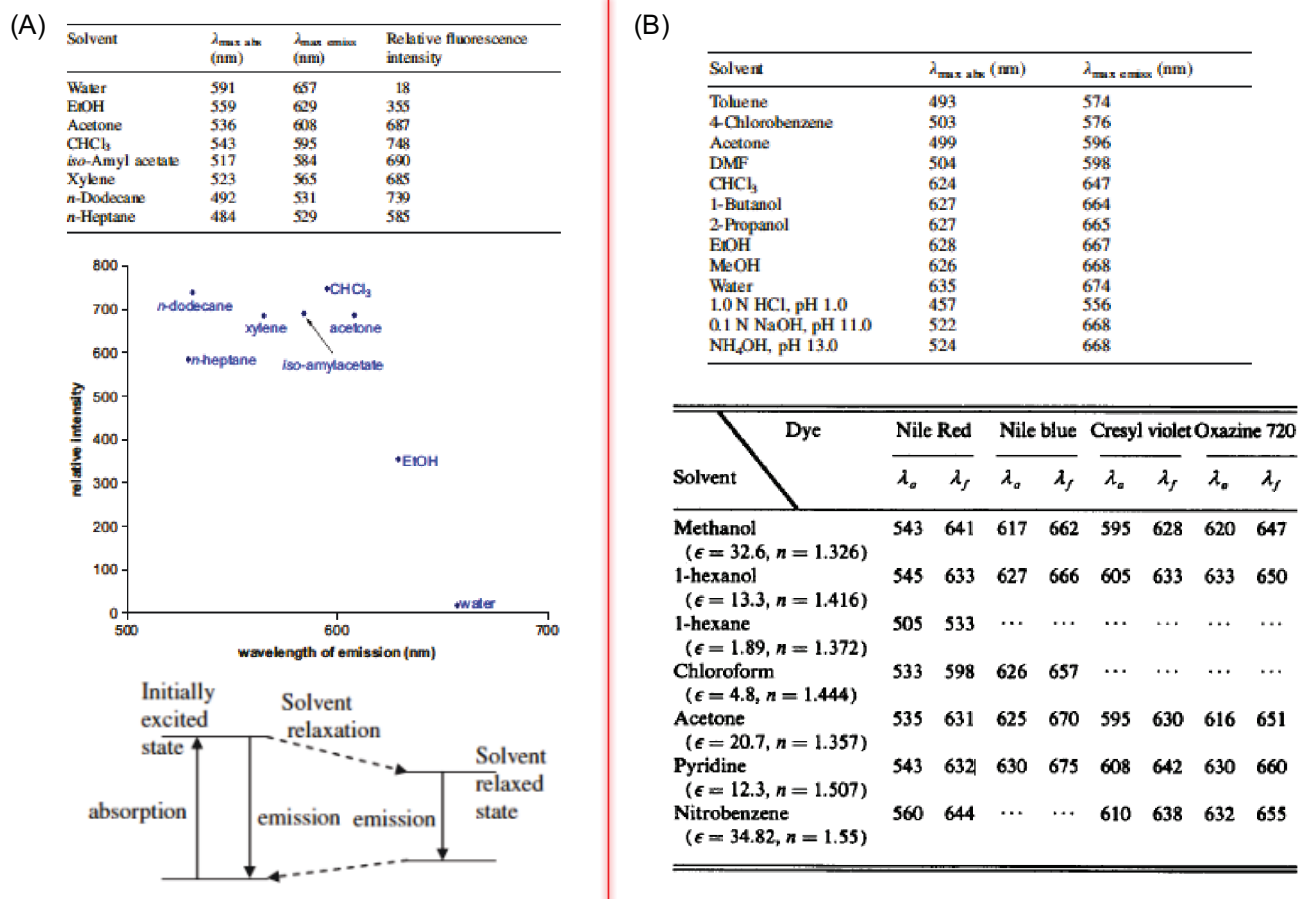 (A)
Solvent λmax abs (nm) λmax emiss (nm) Relative fluorescence intensity
Water 591 657 18
EtOH 559 629 355
Acetone 536 608 687
CHCl₃ 543 595 748
iso-Amyl acetate 517 584 690
Xylene 523 565 685
n-Dodecane 492 531 739
n-Heptane 484 529 585
800
700
600
500
400
300
200
100
0
relative intensity
n-dodecane
CHCl₃
xylene
acetone
n-heptane
iso-amylacetate
EtOH
water
500 600 700
wavelength of emission (nm)
Initially excited state
Solvent relaxation
Solvent relaxed state
absorption
emission
emission
(B)
Solvent λmax abs (nm) λmax emiss (nm)
Toluene 493 574
4-Chlorobenzene 503 576
Acetone 499 596
DMF 504 598
CHCl₃ 624 647
1-Butanol 627 664
2-Propanol 627 665
EtOH 628 667
MeOH 626 668
Water 635 674
1.0 N HCl, pH 1.0 457 556
0.1 N NaOH, pH 11.0 522 668
NH₄OH, pH 13.0 524 668
Dye Nile Red Nile blue Cresyl violet Oxazine 720
Solvent λa λf λa λf λa λf λa λf
Methanol 543 641 617 662 595 628 620 647
(ϵ = 32.6, n = 1.326)
1-hexanol 545 633 627 666 605 633 633 650
(ϵ = 13.3, n = 1.416)
1-hexane 505 533 ··· ··· ··· ··· ··· ···
(ϵ = 1.89, n = 1.372)
Chloroform 533 598 626 657 ··· ··· ··· ···
(ϵ = 4.8, n = 1.444)
Acetone 535 631 625 670 595 630 616 651
(ϵ = 20.7, n = 1.357)
Pyridine 543 632 630 675 608 642 630 660
(ϵ = 12.3, n = 1.507)
Nitrobenzene 560 644 ··· ··· 610 638 632 655
(ϵ = 34.82, n = 1.55)